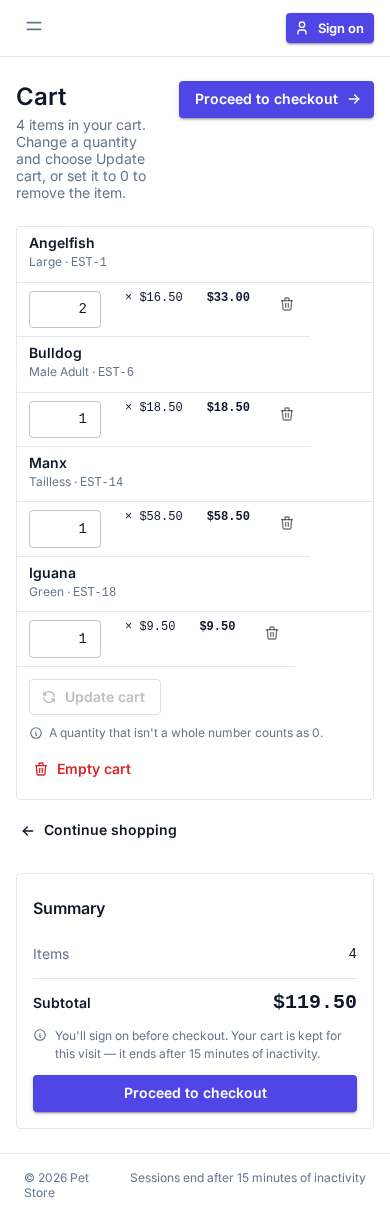 Sign on
Cart
Proceed to checkout →
4 items in your cart.
Change a quantity
and choose Update
cart, or set it to 0 to
remove the item.
Angelfish
Large · EST-1
2 × $16.50 $33.00
Bulldog
Male Adult · EST-6
1 × $18.50 $18.50
Manx
Tailless · EST-14
1 × $58.50 $58.50
Iguana
Green · EST-18
1 × $9.50 $9.50
Update cart
A quantity that isn't a whole number counts as 0.
Empty cart
← Continue shopping
Summary
Items 4
Subtotal $119.50
You'll sign on before checkout. Your cart is kept for
this visit — it ends after 15 minutes of inactivity.
Proceed to checkout
© 2026 Pet
Store
Sessions end after 15 minutes of inactivity